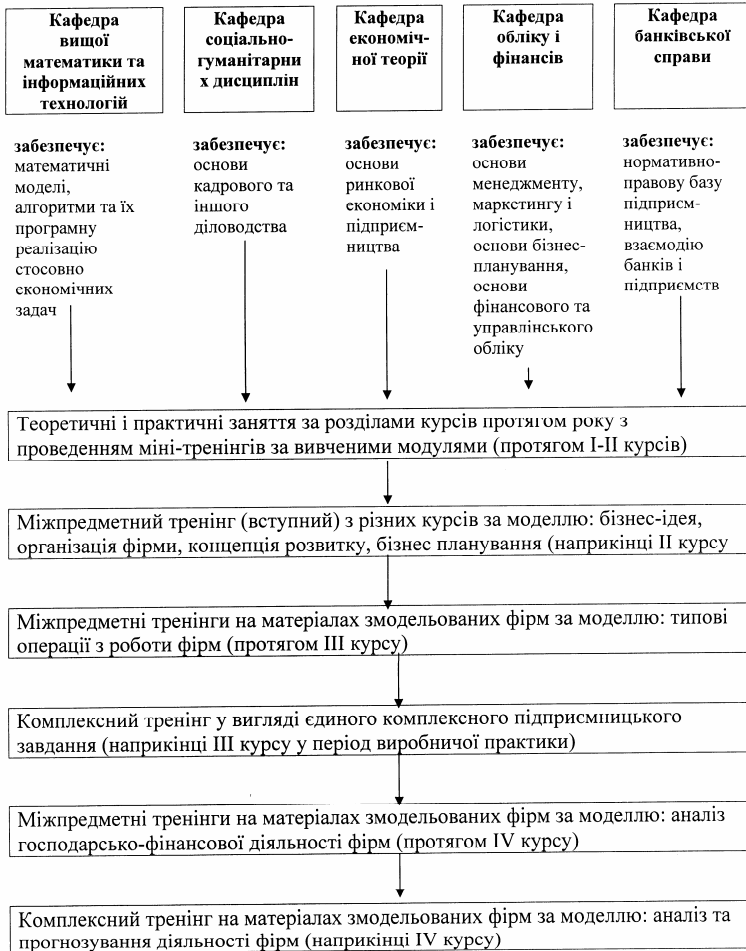 Кафедра
вищої
математики та
інформаційних
технологій
Кафедра
соціально-
гуманітарни
х дисциплін
Кафедра
економіч-
ної теорії
Кафедра
обліку і
фінансів
Кафедра
банківської
справи
забезпечує:
математичні
моделі,
алгоритми та їх
програмну
реалізацію
стосовно
економічних
задач
забезпечує:
основи
кадрового та
іншого
діловодства
забезпечує:
основи
ринкової
економіки і
підприєм-
ництва
забезпечує:
основи
менеджменту,
маркстингу і
логістики,
основи бізнес-
планування,
основи
фінансового та
управлінського
обліку
забезпечує:
нормативно-
правову базу
підприєм-
ництва,
взаємодію
банків і
підприємств
Теоретичні і практичні заняття за розділами курсів протягом року з
проведенням міні-тренінгів за вивченими модулями (протягом І-ІІ курсів)
Міжпредметний тренінг (вступний) з різних курсів за моделлю: бізнес-ідея,
організація фірми, концепція розвитку, бізнес планування (наприкінці ІІ курсу
Міжпредметні тренінги на матеріалах змодельованих фірм за моделлю: типові
операції з роботи фірм (протягом ІІІ курсу)
Комплексний тренінг у вигляді єдиного комплексного підприємницького
завдання (наприкінці ІІІ курсу у період виробничої практики)
Міжпредметні тренінги на матеріалах змодельованих фірм за моделлю: аналіз
господарсько-фінансової діяльності фірм (протягом IV курсу)
Комплексний тренінг на матеріалах змодельованих фірм за моделлю: аналіз та
прогнозування діяльності фірм (наприкінці IV курсу)